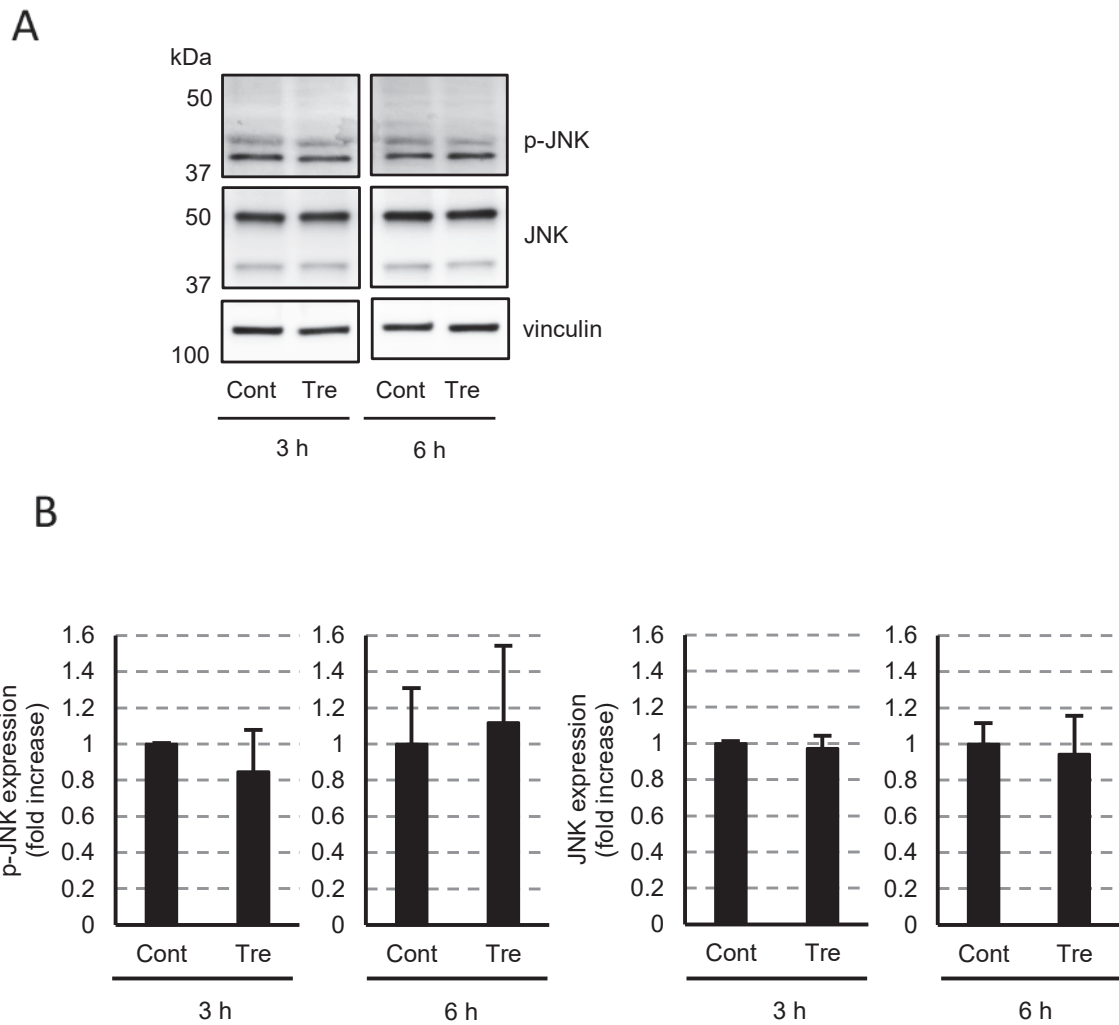 A
kDa
50
p-JNK
37
50
JNK
37
vinculin
100
Cont Tre Cont Tre
3 h 6 h
B
p-JNK expression
(fold increase)
1.6
1.4
1.2
1
0.8
0.6
0.4
0.2
0
Cont Tre
3 h
1.6
1.4
1.2
1
0.8
0.6
0.4
0.2
0
Cont Tre
6 h
JNK expression
(fold increase)
1.6
1.4
1.2
1
0.8
0.6
0.4
0.2
0
Cont Tre
3 h
1.6
1.4
1.2
1
0.8
0.6
0.4
0.2
0
Cont Tre
6 h